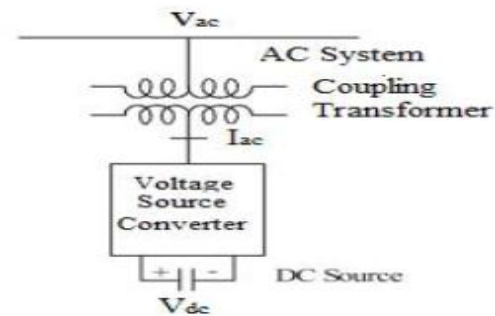 Vac
AC System
Coupling
Transformer
Iac
Voltage
Source
Converter
+ -
DC Source
Vdc